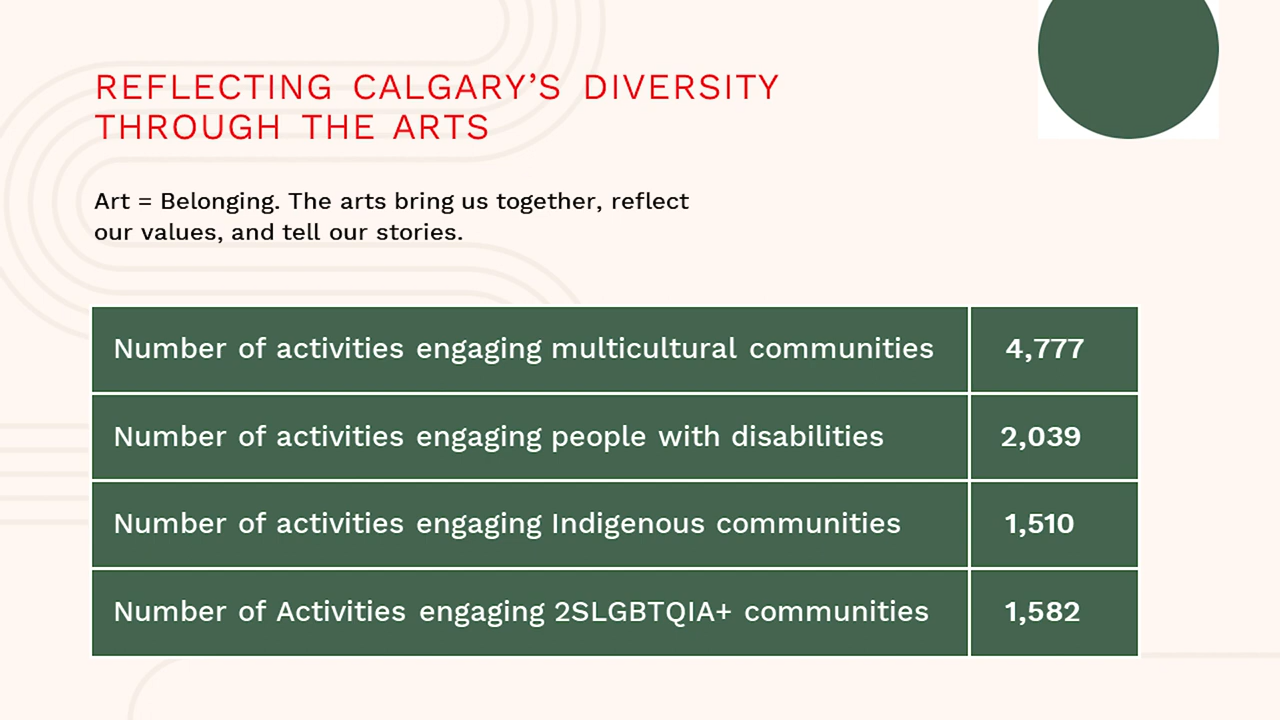 REFLECTING CALGARY’S DIVERSITY
THROUGH THE ARTS
Art = Belonging. The arts bring us together, reflect
our values, and tell our stories.
Number of activities engaging multicultural communities 4,777
Number of activities engaging people with disabilities 2,039
Number of activities engaging Indigenous communities 1,510
Number of Activities engaging 2SLGBTQIA+ communities 1,582